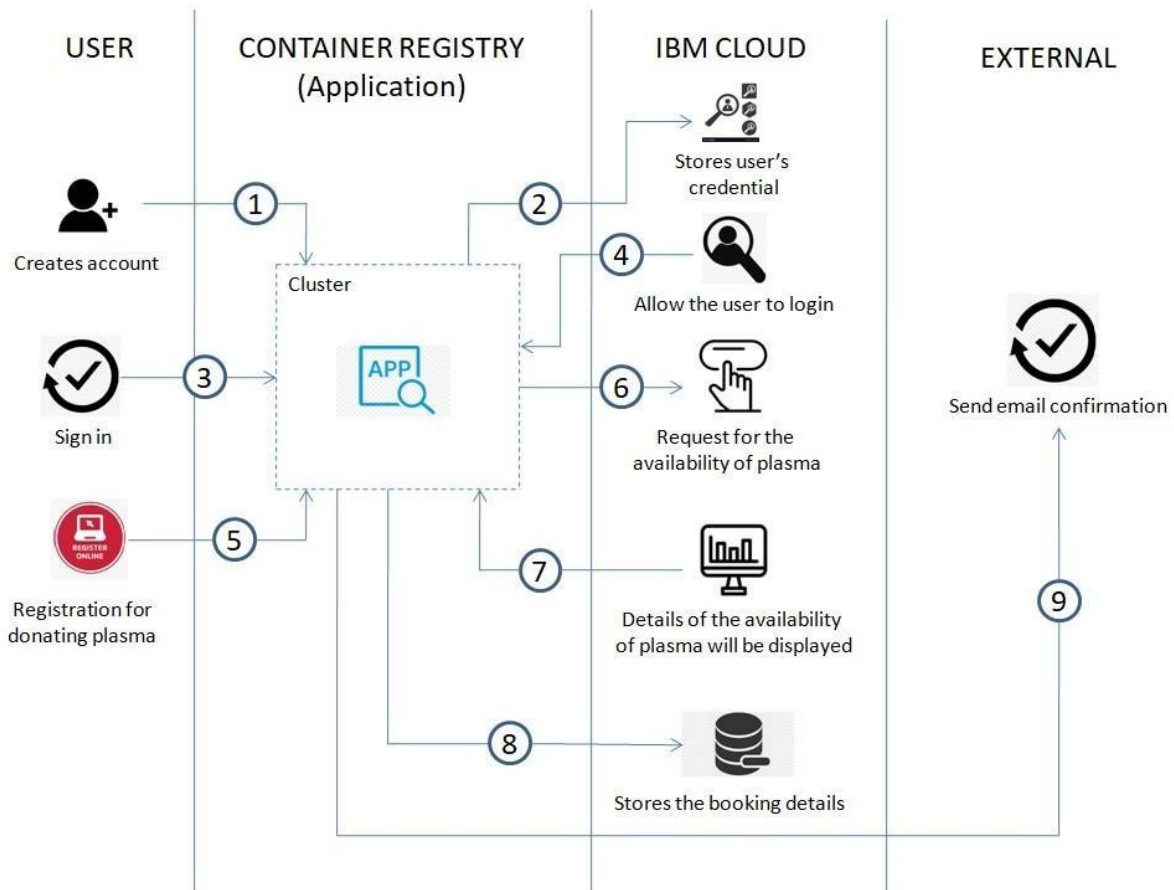 USER
CONTAINER REGISTRY
(Application)
IBM CLOUD
EXTERNAL
Creates account
1
2
Stores user's
credential
Cluster
APP
4
Allow the user to login
Sign in
3
6
Request for the
availability of plasma
Send email confirmation
REGISTER
ONLINE
Registration for
donating plasma
5
7
Details of the availability
of plasma will be displayed
9
8
Stores the booking details